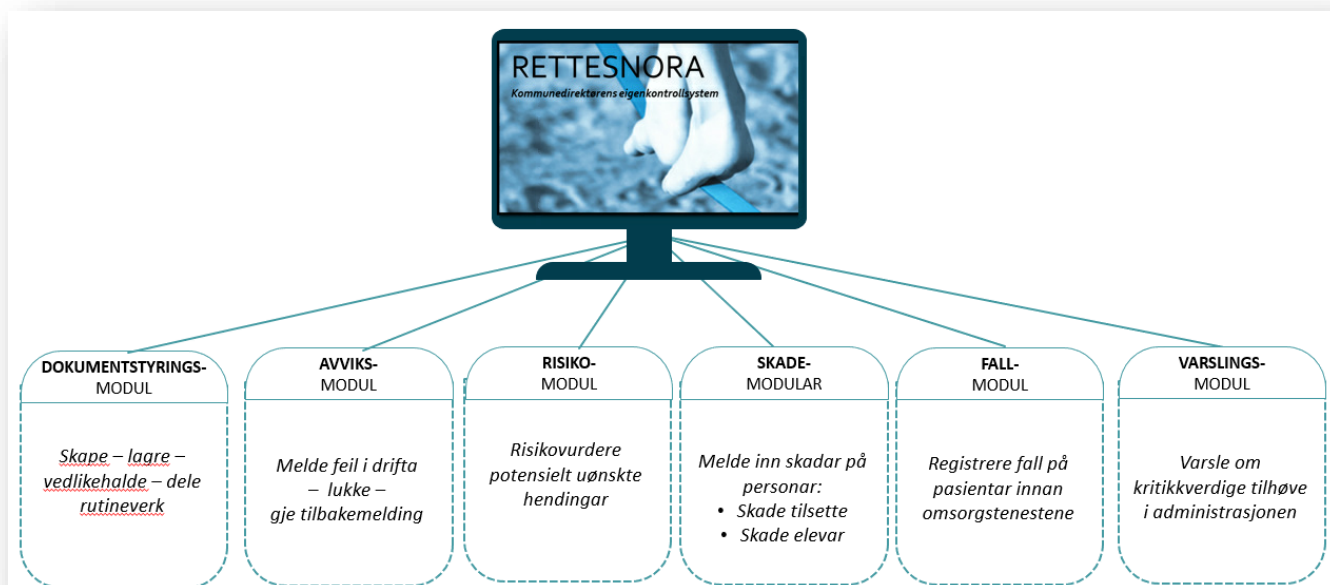 RETTESNORA
Kommunedirektørens eigenkontrollsystem
DOKUMENTSTYRINGS-
MODUL
Skape – lagre –
vedlikehalde – dele
rutineverk
AVVIKS-
MODUL
Melde feil i drifta
– lukke –
gje tilbakemelding
RISIKO-
MODUL
Risikovurdere
potensielt uønskte
hendingar
SKADE-
MODULAR
Melde inn skadar på
personar:
• Skade tilsette
• Skade elevar
FALL-
MODUL
Registrere fall på
pasientar innan
omsorgstenestene
VARSLINGS-
MODUL
Varsle om
kritikkverdige tilhøve
i administrasjonen